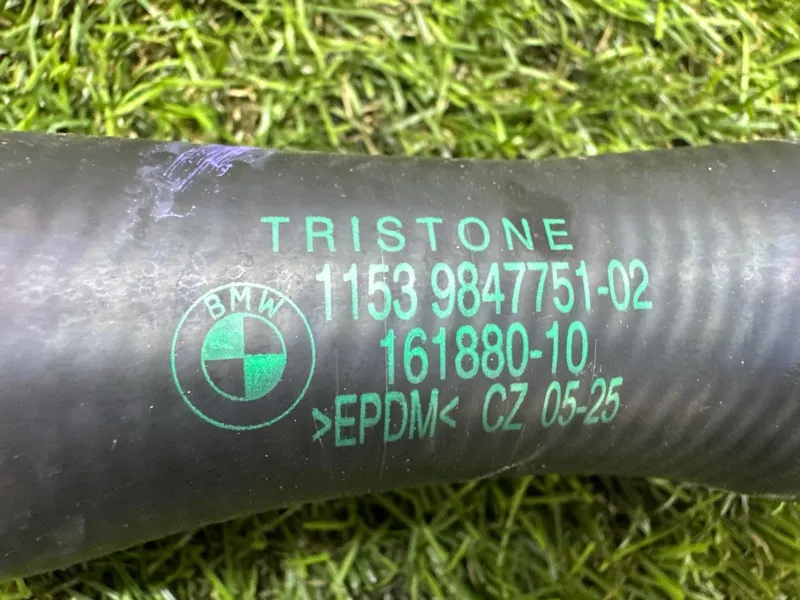 TRISTONE
BMW
1153 9847751-02
161880-10
>EPDM< CZ 05-25